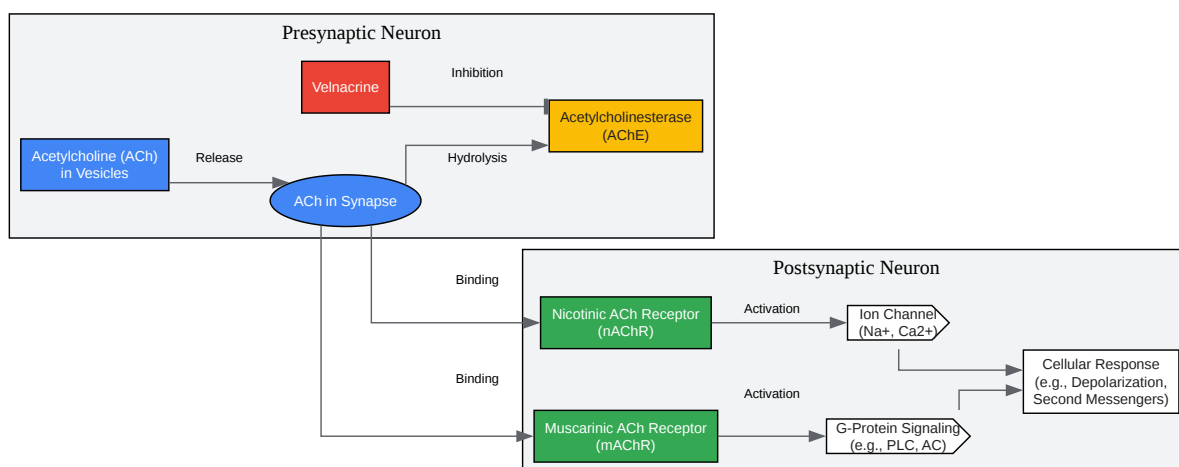 Presynaptic Neuron
Velnacrine
Inhibition
Acetylcholinesterase
(AChE)
Acetylcholine (ACh)
in Vesicles
Release
Hydrolysis
ACh in Synapse
Postsynaptic Neuron
Binding
Nicotinic ACh Receptor
(nAChR)
Activation
Ion Channel
(Na+, Ca2+)
Cellular Response
(e.g., Depolarization,
Second Messengers)
Binding
Muscarinic ACh Receptor
(mAChR)
Activation
G-Protein Signaling
(e.g., PLC, AC)